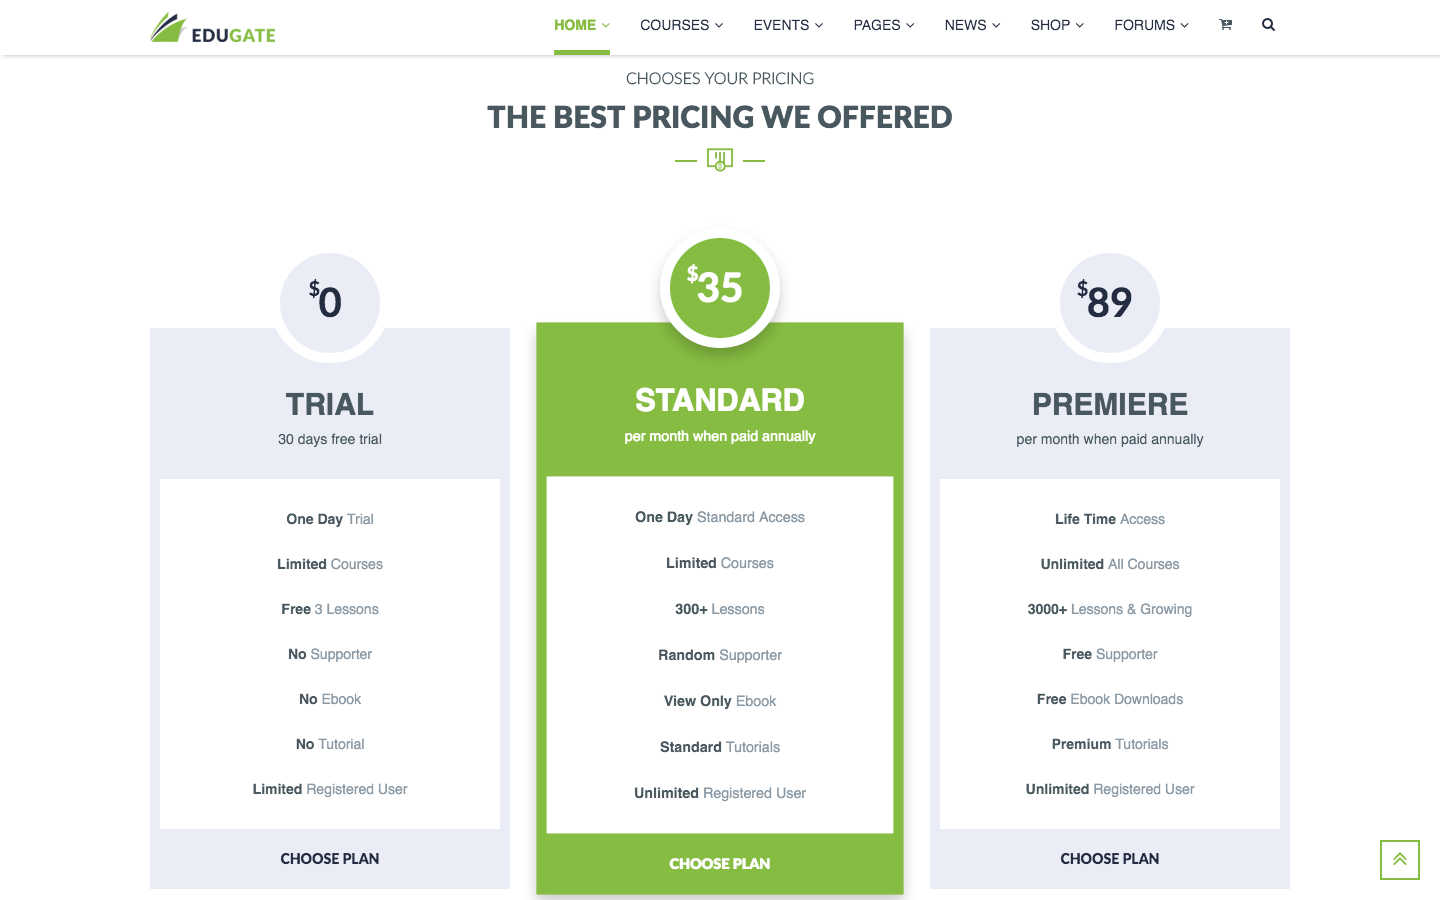 EDUGATE
HOME COURSES EVENTS PAGES NEWS SHOP FORUMS
CHOOSES YOUR PRICING
THE BEST PRICING WE OFFERED
$0
TRIAL
30 days free trial
One Day Trial
Limited Courses
Free 3 Lessons
No Supporter
No Ebook
No Tutorial
Limited Registered User
CHOOSE PLAN
$35
STANDARD
per month when paid annually
One Day Standard Access
Limited Courses
300+ Lessons
Random Supporter
View Only Ebook
Standard Tutorials
Unlimited Registered User
CHOOSE PLAN
$89
PREMIERE
per month when paid annually
Life Time Access
Unlimited All Courses
3000+ Lessons & Growing
Free Supporter
Free Ebook Downloads
Premium Tutorials
Unlimited Registered User
CHOOSE PLAN